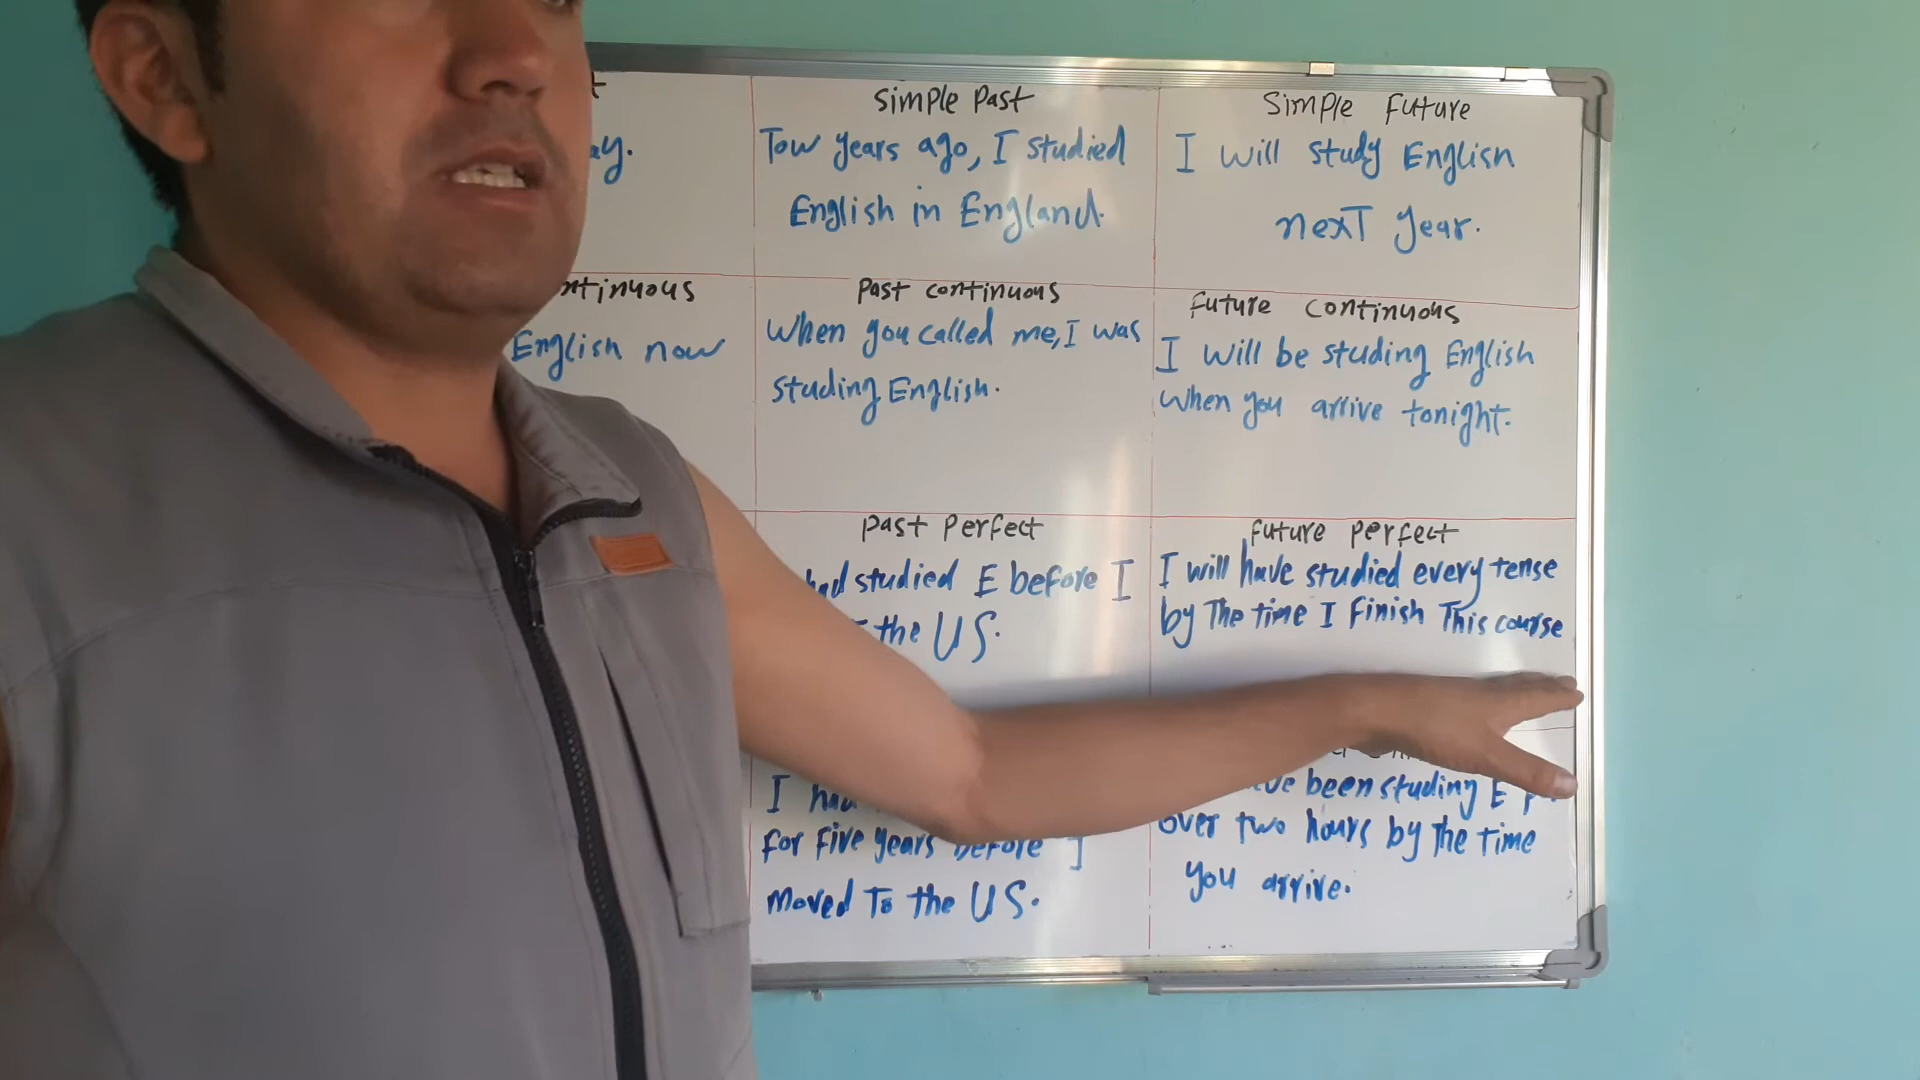 Simple Past
Tow years ago, I studied
English in England.
Simple Future
I will study English
next year.
English now
Past continuous
When you called me, I was
studing English.
Future continuous
I will be studing English
when you arrive tonight.
Past Perfect
studied E before I
the US.
Future perfect
I will have studied every tense
by The time I Finish This course
I had
for five years before I
moved To the US.
been studing E
over two hours by The time
you arrive.